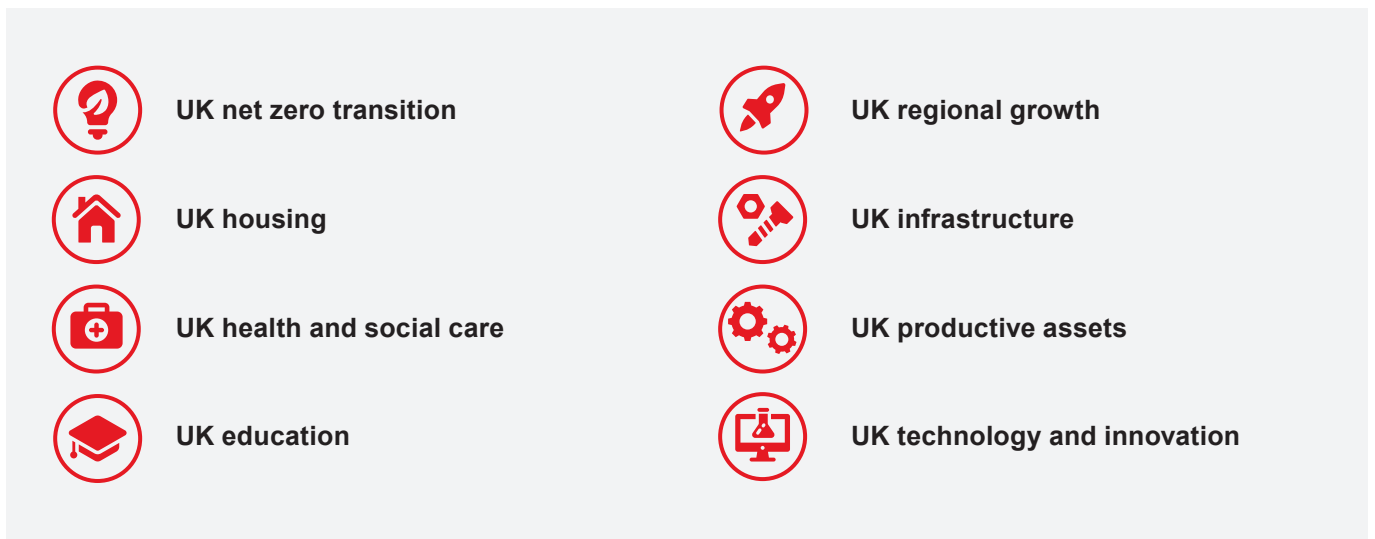 UK net zero transition
UK housing
UK health and social care
UK education
UK regional growth
UK infrastructure
UK productive assets
UK technology and innovation